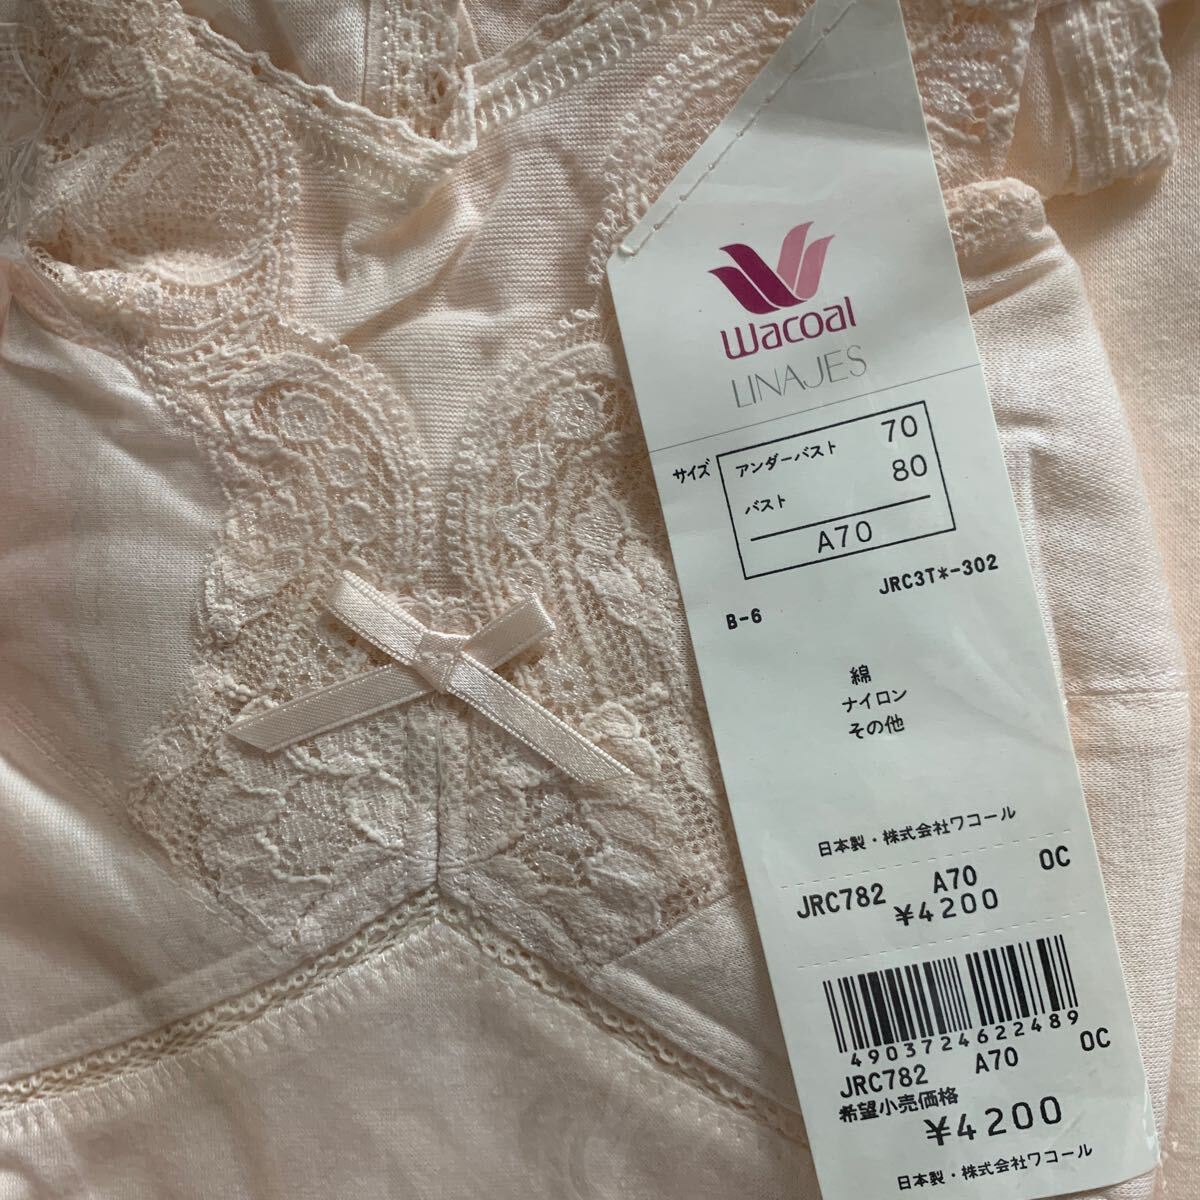 Wacoal
LINAJES
サイズ
アンダーバスト 70
バスト 80
A70
JRC3T*-302
B-6
綿
ナイロン
その他
日本製・株式会社ワコール
JRC782 A70 OC
¥4200
4903724622489
JRC782 A70 OC
希望小売価格
¥4200
日本製・株式会社ワコール